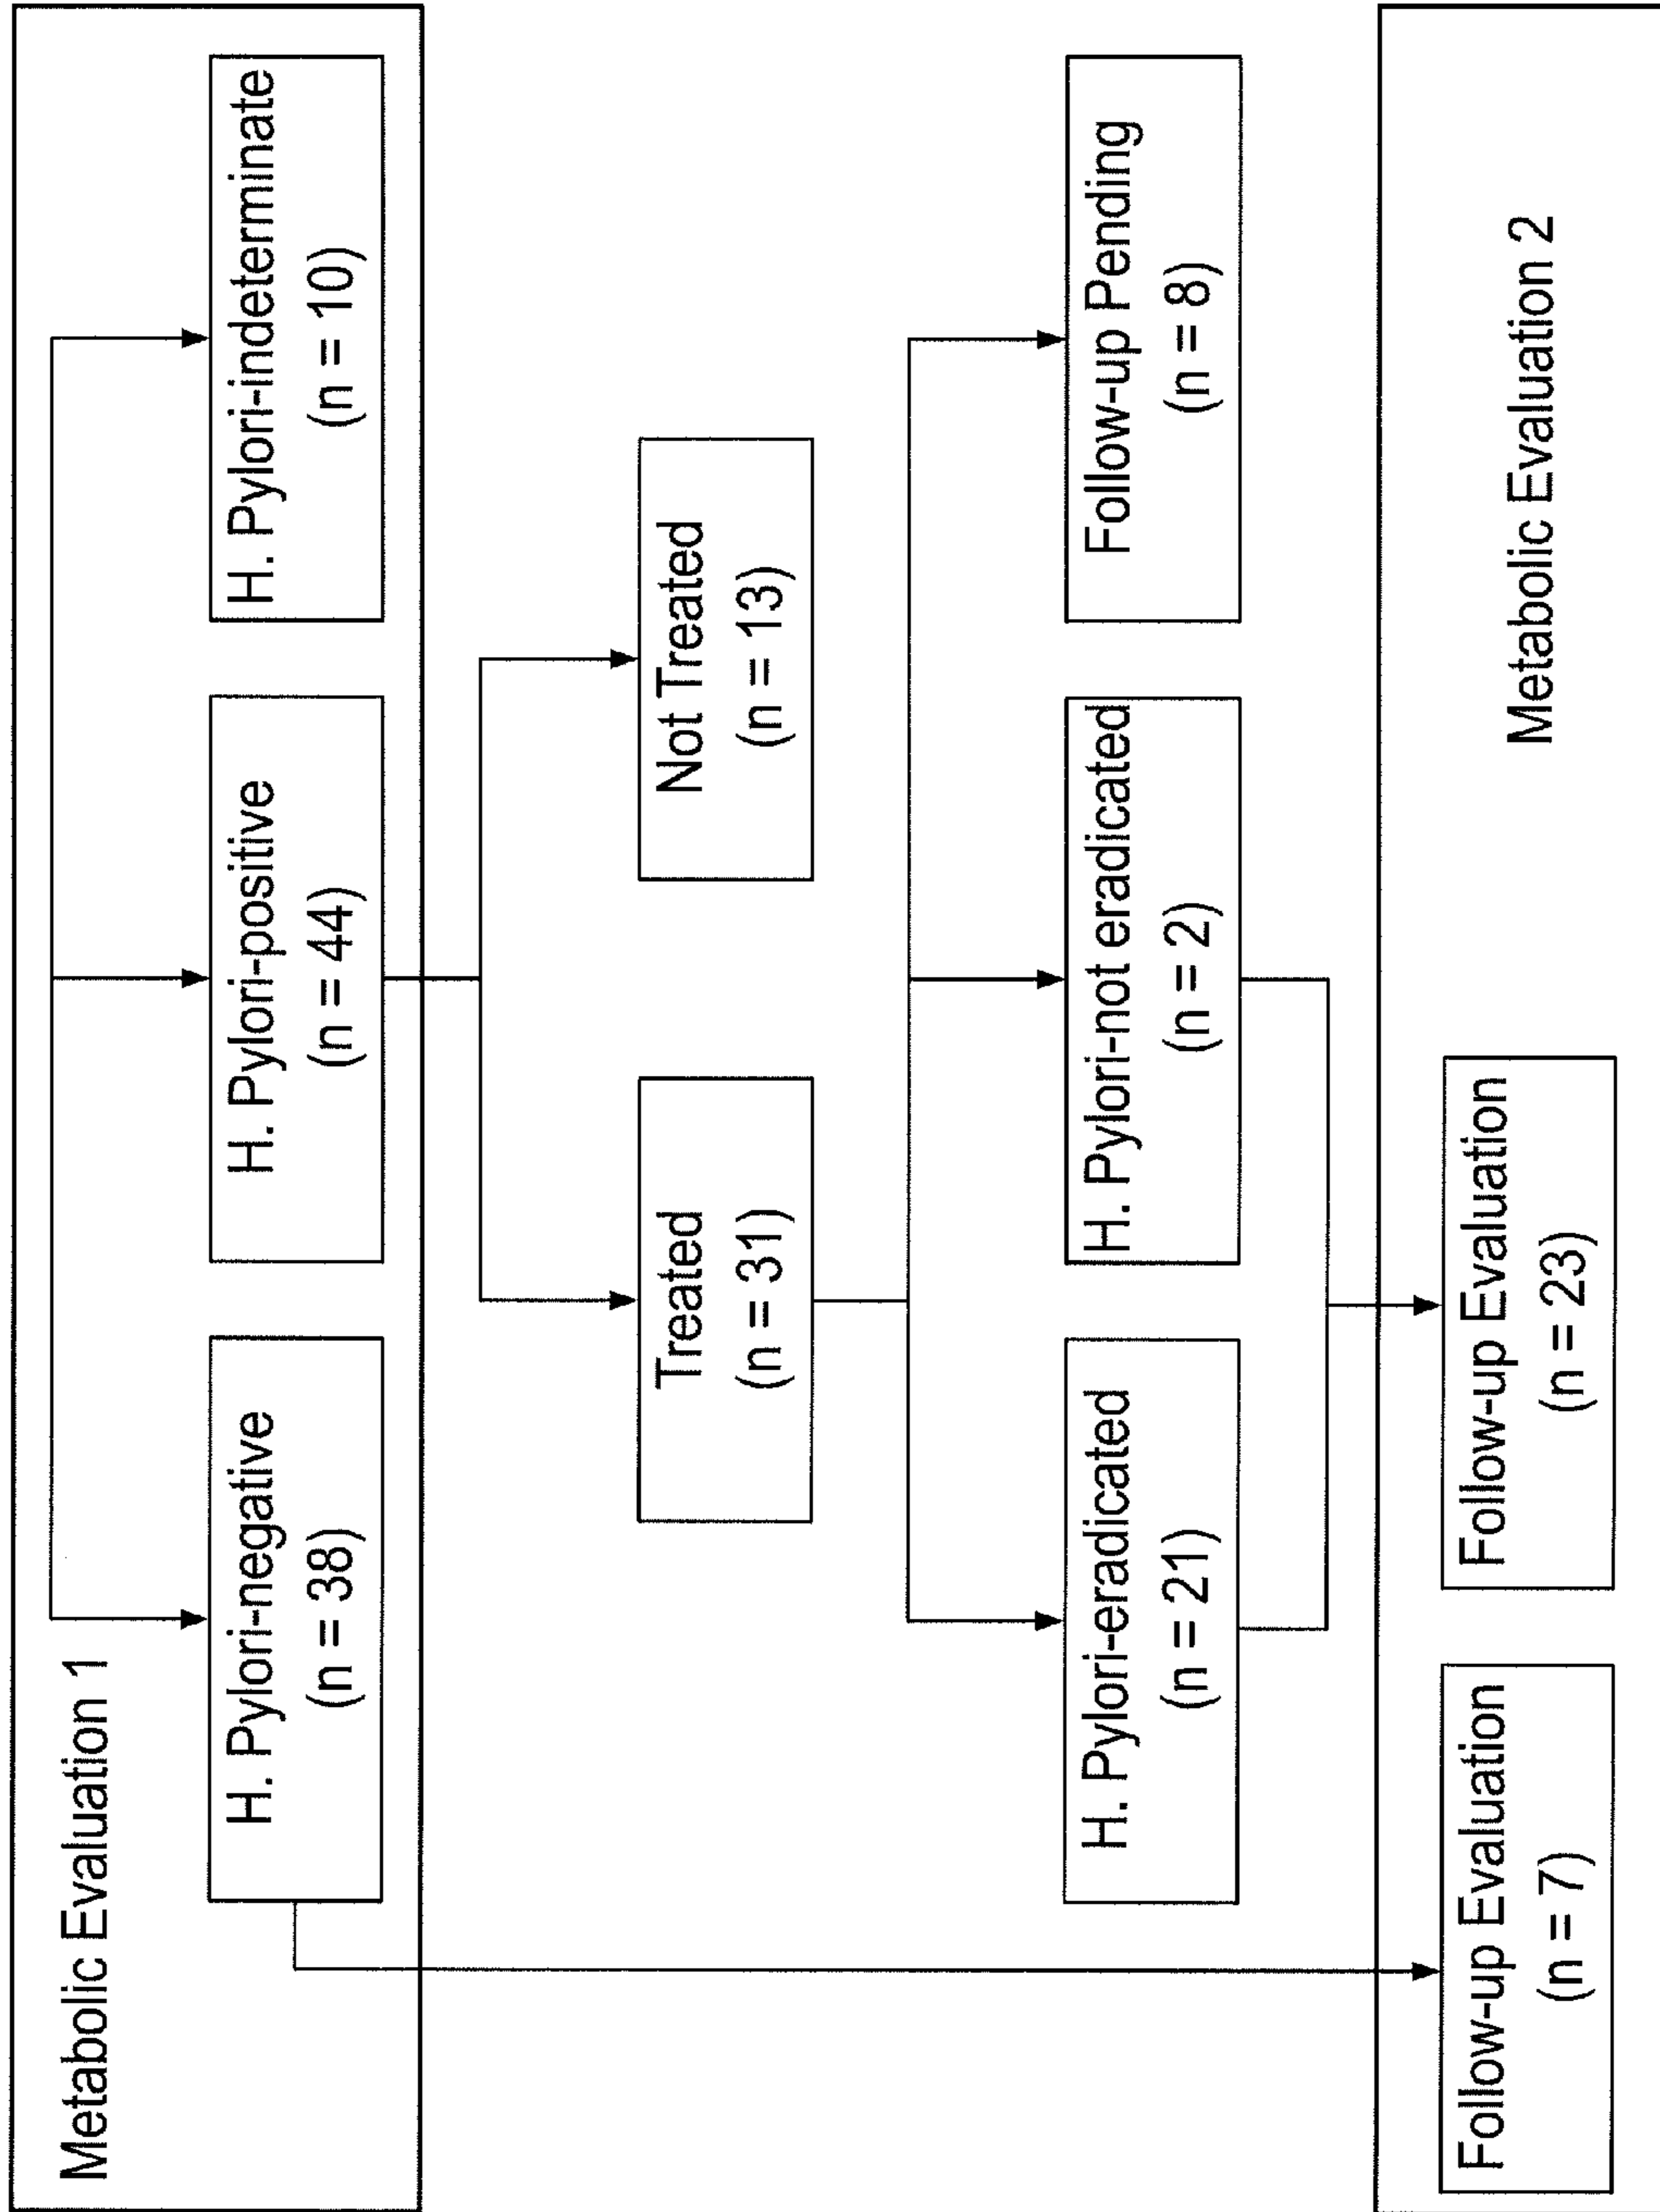 Metabolic Evaluation 1
H. Pylori-negative
(n = 38)
H. Pylori-positive
(n = 44)
H. Pylori-indeterminate
(n = 10)
Treated
(n = 31)
Not Treated
(n = 13)
H. Pylori-eradicated
(n = 21)
H. Pylori-not eradicated
(n = 2)
Follow-up Pending
(n = 8)
Follow-up Evaluation
(n = 7)
Follow-up Evaluation
(n = 23)
Metabolic Evaluation 2